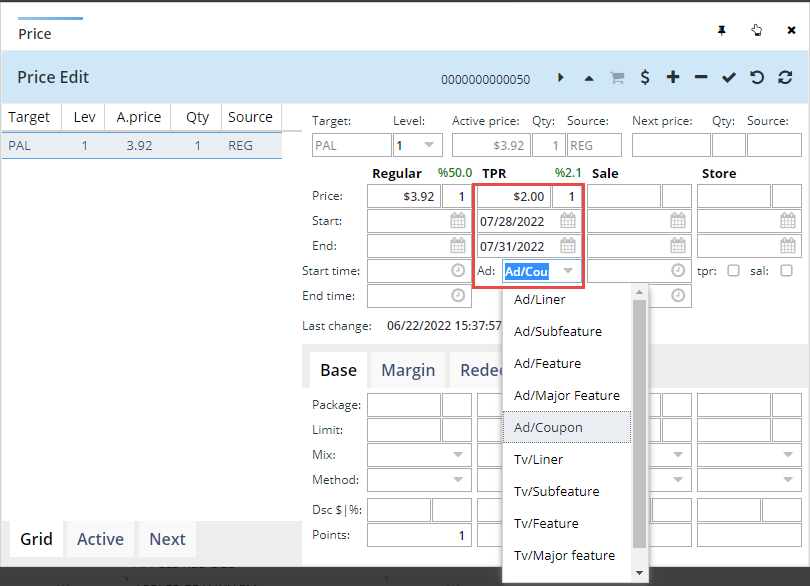 Price
Price Edit
0000000000050
Target Lev A.price Qty Source
PAL 1 3.92 1 REG
Target: Level: Active price: Qty: Source: Next price: Qty: Source:
PAL 1 $3.92 1 REG
Regular %50.0 TPR %2.1 Sale Store
Price: $3.92 1 $2.00 1
Start: 07/28/2022
End: 07/31/2022
Start time: Ad: Ad/Cou tpr: sal:
End time:
Ad/Liner
Last change: 06/22/2022 15:37:57
Ad/Subfeature
Ad/Feature
Base Margin Redee
Ad/Major Feature
Package:
Ad/Coupon
Limit:
Mix: Tv/Liner
Method: Tv/Subfeature
Dsc $|%: Tv/Feature
Points: 1
Tv/Major feature
Grid Active Next